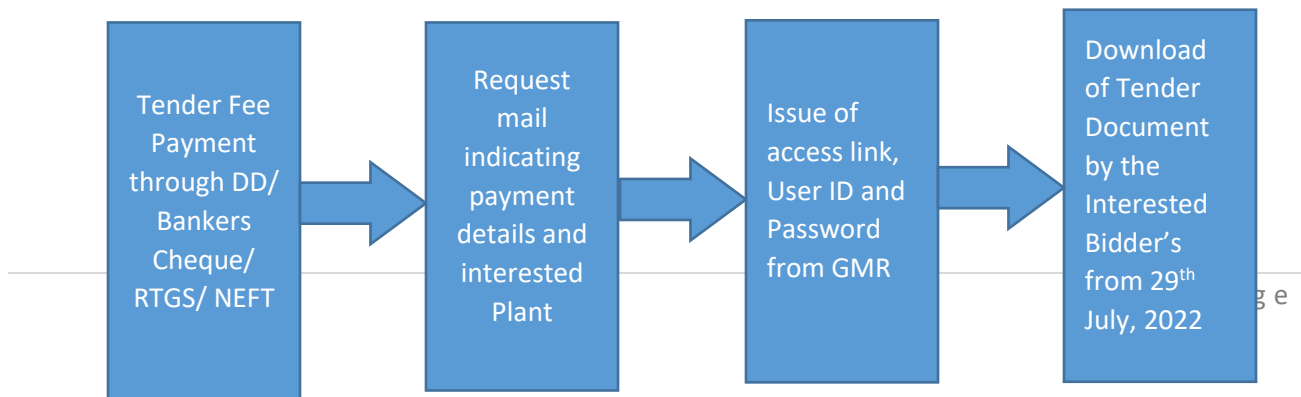 Tender Fee
Payment
through DD/
Bankers
Cheque/
RTGS/ NEFT
Request
mail
indicating
payment
details and
interested
Plant
Issue of
access link,
User ID and
Password
from GMR
Download
of Tender
Document
by the
Interested
Bidder’s
from 29th
July, 2022
g e